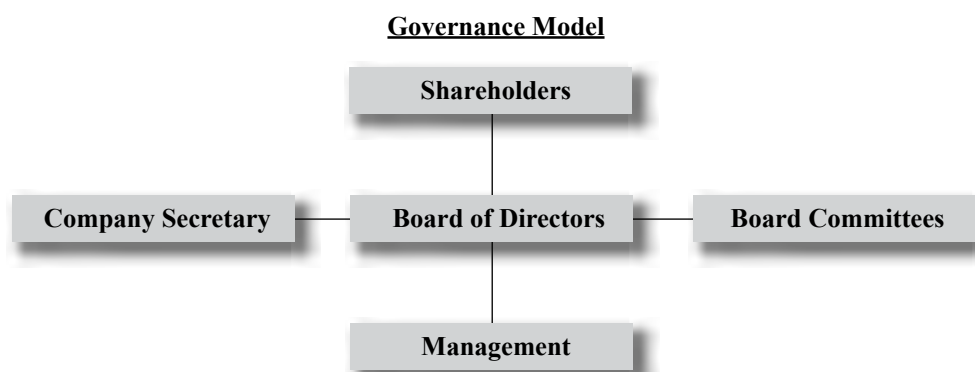 Governance Model
Shareholders
Company Secretary
Board of Directors
Board Committees
Management